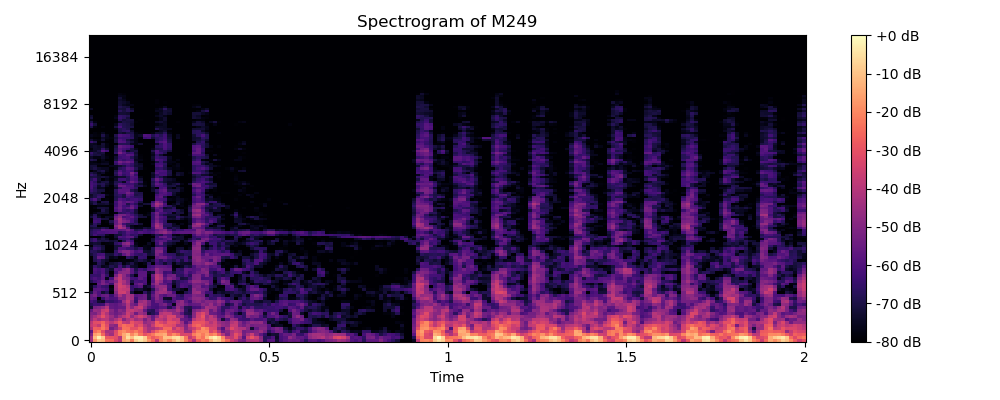 Spectrogram of M249
16384
8192
4096
2048
1024
512
0
Hz
0
0.5
1
1.5
2
Time
+0 dB
-10 dB
-20 dB
-30 dB
-40 dB
-50 dB
-60 dB
-70 dB
-80 dB